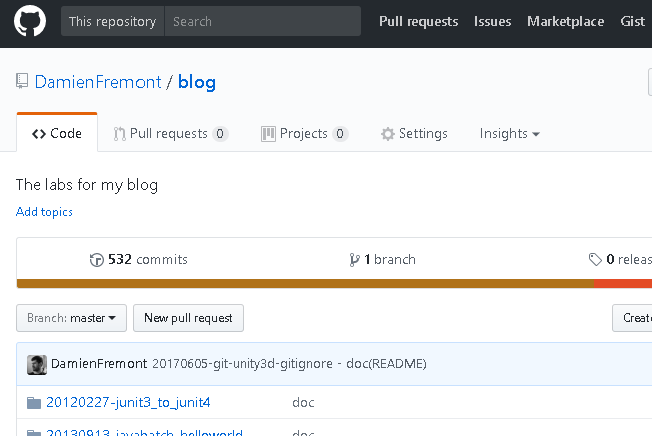 This repository Search Pull requests Issues Marketplace Gist
DamienFremont / blog
Code Pull requests 0 Projects 0 Settings Insights
The labs for my blog
Add topics
532 commits 1 branch 0 releas
Branch: master New pull request Create
DamienFremont 20170605-git-unity3d-gitignore - doc(README)
20120227-junit3_to_junit4 doc
20130913-javabatch-helloworld doc